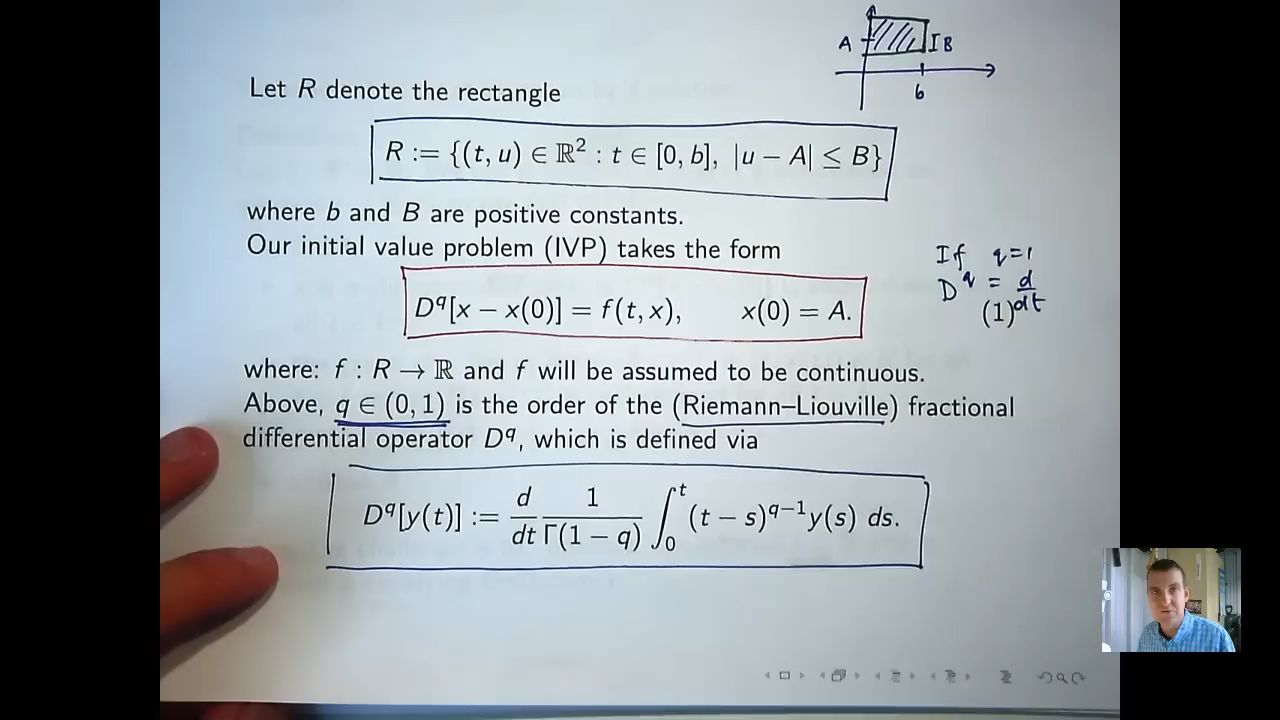 A
I B
b
Let R denote the rectangle
R := {(t, u) ∈ ℝ² : t ∈ [0, b], |u − A| ≤ B}
where b and B are positive constants.
Our initial value problem (IVP) takes the form
If q=1
D^q = d/dt
(1)
D^q[x − x(0)] = f(t, x), x(0) = A.
where: f : R → ℝ and f will be assumed to be continuous.
Above, q ∈ (0, 1) is the order of the (Riemann–Liouville) fractional
differential operator D^q, which is defined via
D^q[y(t)] := d/dt 1/Γ(1 − q) ∫₀^t (t − s)^{q−1} y(s) ds.